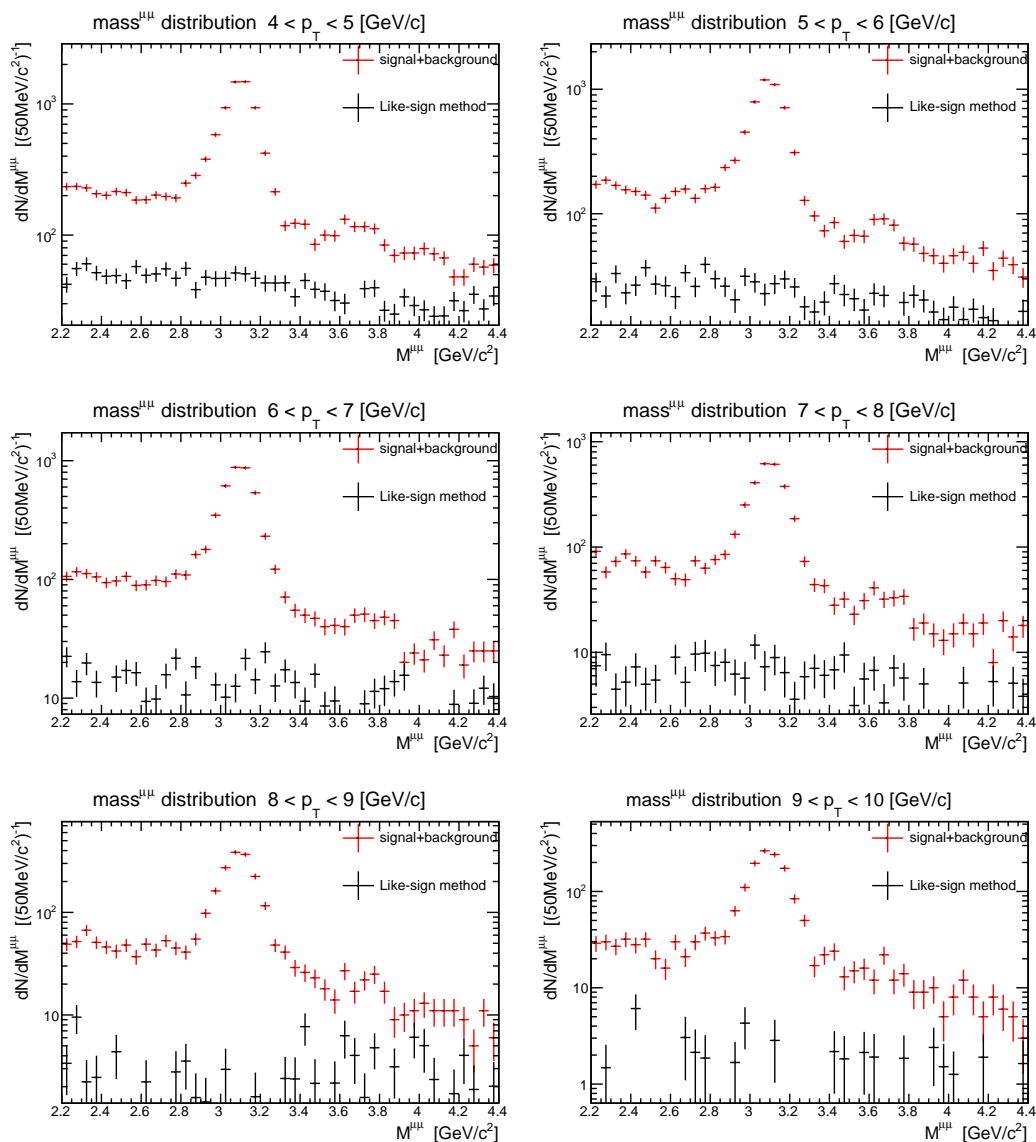 mass^μμ distribution 4 < p_T < 5 [GeV/c]
dN/dM^μμ [(50MeV/c²)⁻¹]
signal+background
Like-sign method
10³
10²
2.2 2.4 2.6 2.8 3 3.2 3.4 3.6 3.8 4 4.2 4.4
M^μμ [GeV/c²]
mass^μμ distribution 5 < p_T < 6 [GeV/c]
dN/dM^μμ [(50MeV/c²)⁻¹]
signal+background
Like-sign method
10³
10²
2.2 2.4 2.6 2.8 3 3.2 3.4 3.6 3.8 4 4.2 4.4
M^μμ [GeV/c²]
mass^μμ distribution 6 < p_T < 7 [GeV/c]
dN/dM^μμ [(50MeV/c²)⁻¹]
signal+background
Like-sign method
10³
10²
10
2.2 2.4 2.6 2.8 3 3.2 3.4 3.6 3.8 4 4.2 4.4
M^μμ [GeV/c²]
mass^μμ distribution 7 < p_T < 8 [GeV/c]
dN/dM^μμ [(50MeV/c²)⁻¹]
signal+background
Like-sign method
10³
10²
10
2.2 2.4 2.6 2.8 3 3.2 3.4 3.6 3.8 4 4.2 4.4
M^μμ [GeV/c²]
mass^μμ distribution 8 < p_T < 9 [GeV/c]
dN/dM^μμ [(50MeV/c²)⁻¹]
signal+background
Like-sign method
10²
10
2.2 2.4 2.6 2.8 3 3.2 3.4 3.6 3.8 4 4.2 4.4
M^μμ [GeV/c²]
mass^μμ distribution 9 < p_T < 10 [GeV/c]
dN/dM^μμ [(50MeV/c²)⁻¹]
signal+background
Like-sign method
10²
10
1
2.2 2.4 2.6 2.8 3 3.2 3.4 3.6 3.8 4 4.2 4.4
M^μμ [GeV/c²]